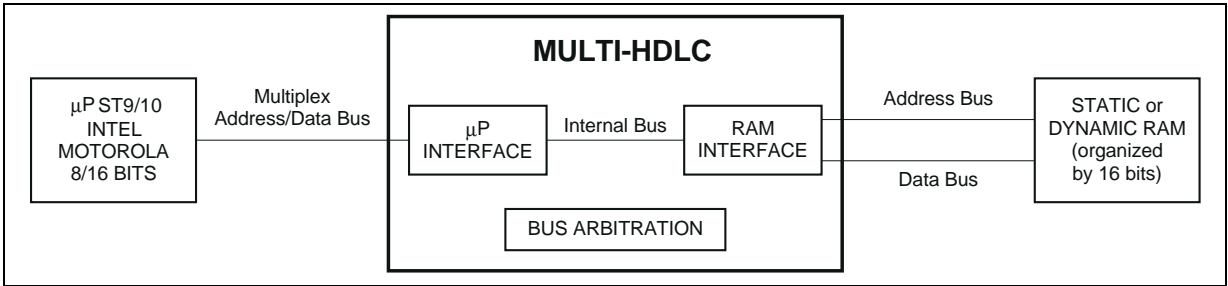 MULTI-HDLC
μP ST9/10
INTEL
MOTOROLA
8/16 BITS
Multiplex
Address/Data Bus
μP
INTERFACE
Internal Bus
RAM
INTERFACE
BUS ARBITRATION
Address Bus
Data Bus
STATIC or
DYNAMIC RAM
(organized
by 16 bits)